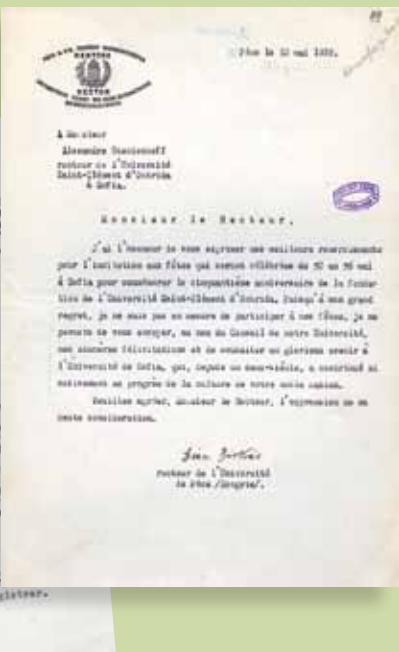 RECTOR
Pécs le 12 mai 1939.
A Monsieur
Alexandre
recteur de l'Université
Saint-Clément d'Ochrida
à Sofia.
Monsieur le Recteur,
J'ai l'honneur de vous exprimer mes meilleurs remerciements
pour l'invitation aux fêtes qui seront célébrées du au mai
à Sofia pour commémorer le cinquantième anniversaire de la fonda-
tion de l'Université Saint-Clément d'Ochrida. Puisqu'à mon grand
regret, je ne suis pas en mesure de participer à ces fêtes, je me
permets de vous envoyer, au nom du Conseil de notre Université,
nos sincères félicitations et de souhaiter un glorieux avenir à
l'Université de Sofia, qui, depuis un demi-siècle, a contribué si
activement au progrès de la culture de votre noble nation.
Veuillez agréer, Monsieur le Recteur, l'expression de ma
haute considération.
recteur de l'Université
de Pécs /Hongrie/.